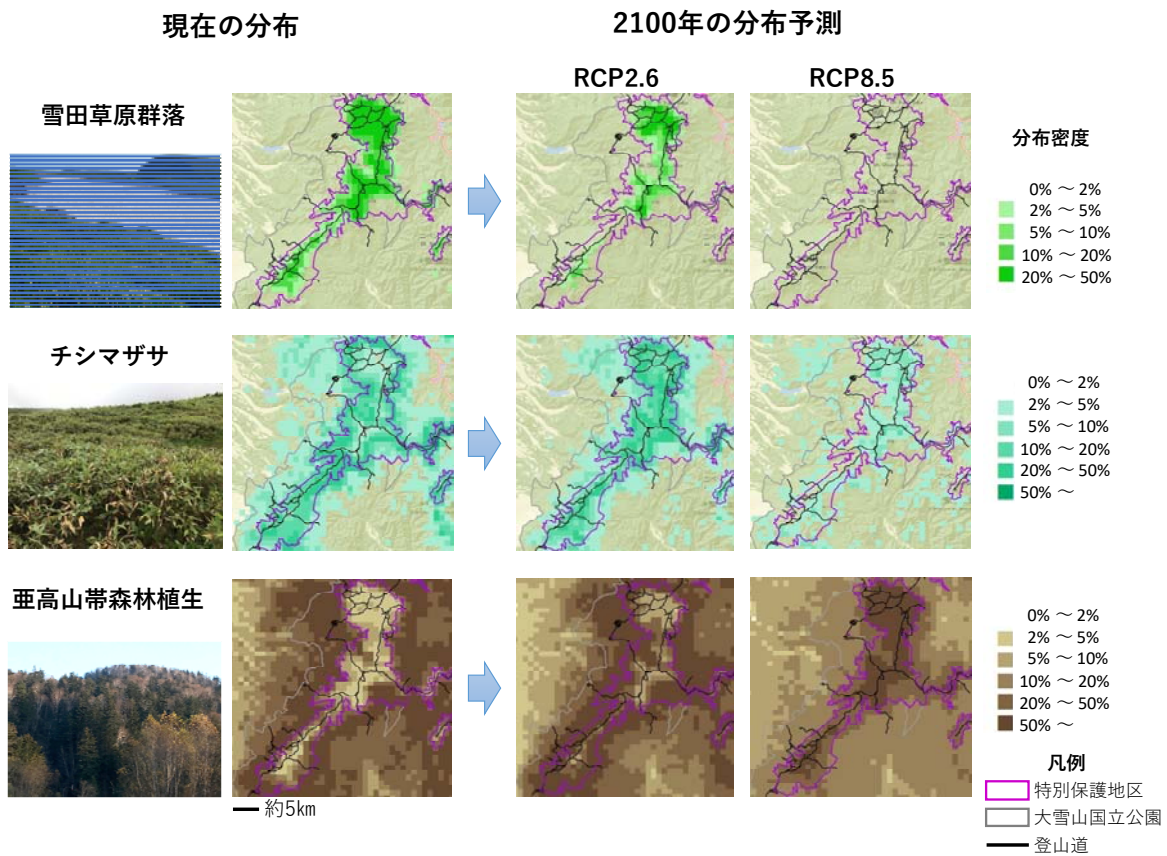 現在の分布
2100年の分布予測
RCP2.6
RCP8.5
雪田草原群落
分布密度
0% ～ 2%
2% ～ 5%
5% ～ 10%
10% ～ 20%
20% ～ 50%
チシマザサ
0% ～ 2%
2% ～ 5%
5% ～ 10%
10% ～ 20%
20% ～ 50%
50% ～
亜高山帯森林植生
0% ～ 2%
2% ～ 5%
5% ～ 10%
10% ～ 20%
20% ～ 50%
50% ～
約5km
凡例
特別保護地区
大雪山国立公園
登山道